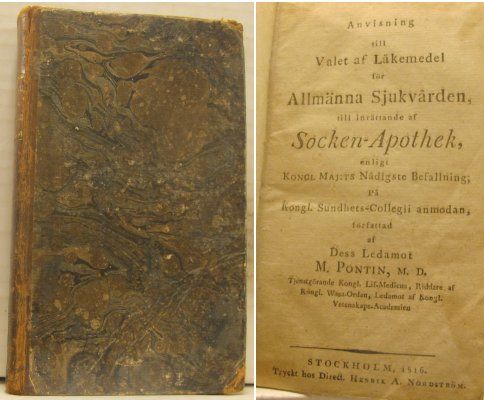 Anvisning
till
Valet af Läkemedel
för
Allmänna Sjukvården,
till inrättande af
Socken-Apothek,
enligt
KONGL MAJ:TS Nådigste Befallning;
På
Kongl. Sundhets-Collegii anmodan,
författad
af
Dess Ledamot
M. PONTIN, M. D.
Tjenstgörande Kongl. Lif-Medicus, Riddare af
Kongl. Wasa-Orden, Ledamot af Kongl.
Vetenskaps-Academien
STOCKHOLM, 1816.
Tryckt hos Direct. HENRIK A. NORDSTRÖM.